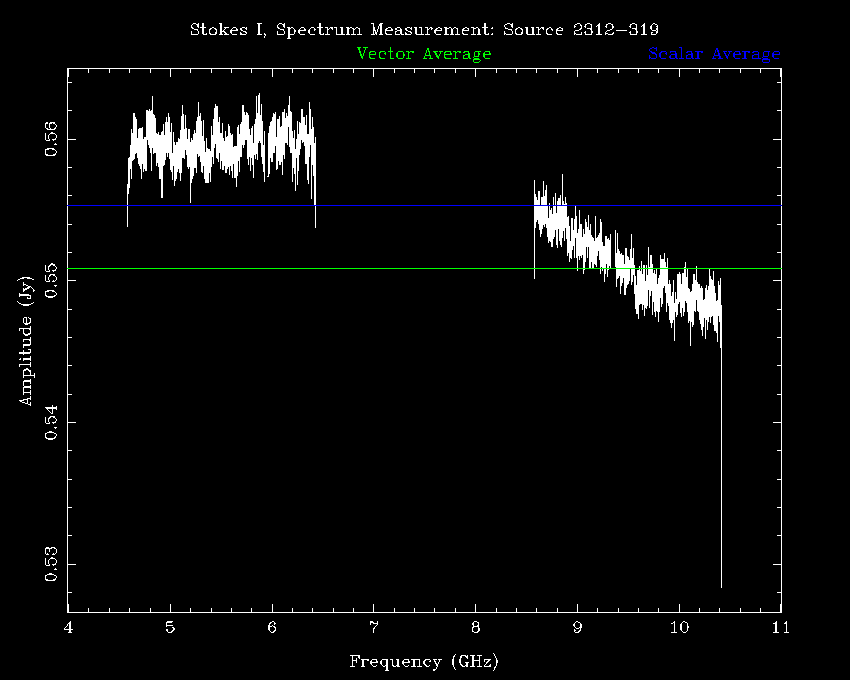 Stokes I, Spectrum Measurement: Source 2312−319
Vector Average Scalar Average
0.56
0.55
0.54
0.53
Amplitude (Jy)
4 5 6 7 8 9 10 11
Frequency (GHz)